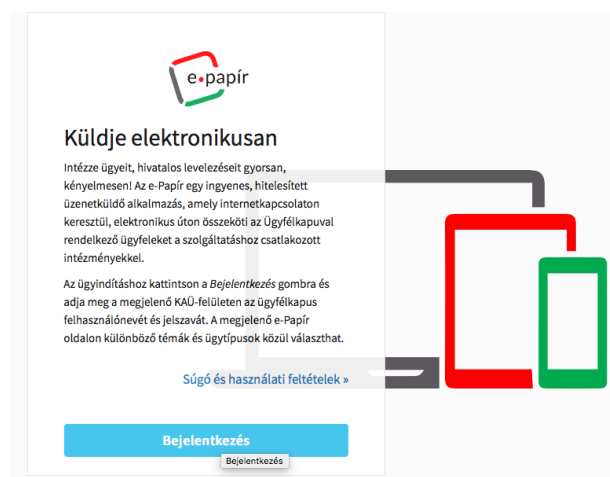 e•papír
Küldje elektronikusan
Intézze ügyeit, hivatalos levelezéseit gyorsan,
kényelmesen! Az e-Papír egy ingyenes, hitelesített
üzenetküldő alkalmazás, amely internetkapcsolaton
keresztül, elektronikus úton összeköti az Ügyfélkapuval
rendelkező ügyfeleket a szolgáltatáshoz csatlakozott
intézményekkel.
Az ügyindításhoz kattintson a Bejelentkezés gombra és
adja meg a megjelenő KAÜ-felületen az ügyfélkapus
felhasználónevét és jelszavát. A megjelenő e-Papír
oldalon különböző témák és ügytípusok közül választhat.
Súgó és használati feltételek »
Bejelentkezés
Bejelentkezés